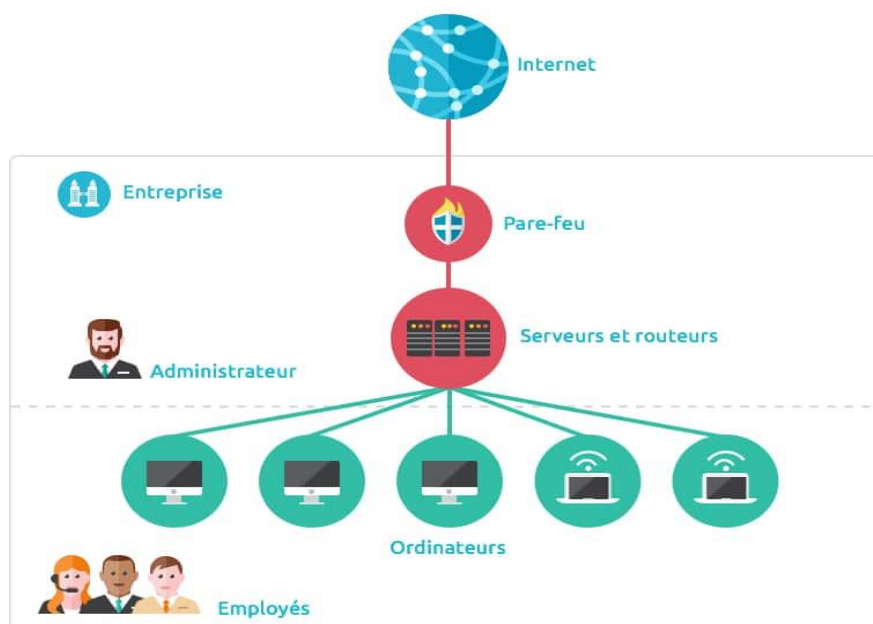 Internet
Entreprise
Pare-feu
Serveurs et routeurs
Administrateur
Ordinateurs
Employés